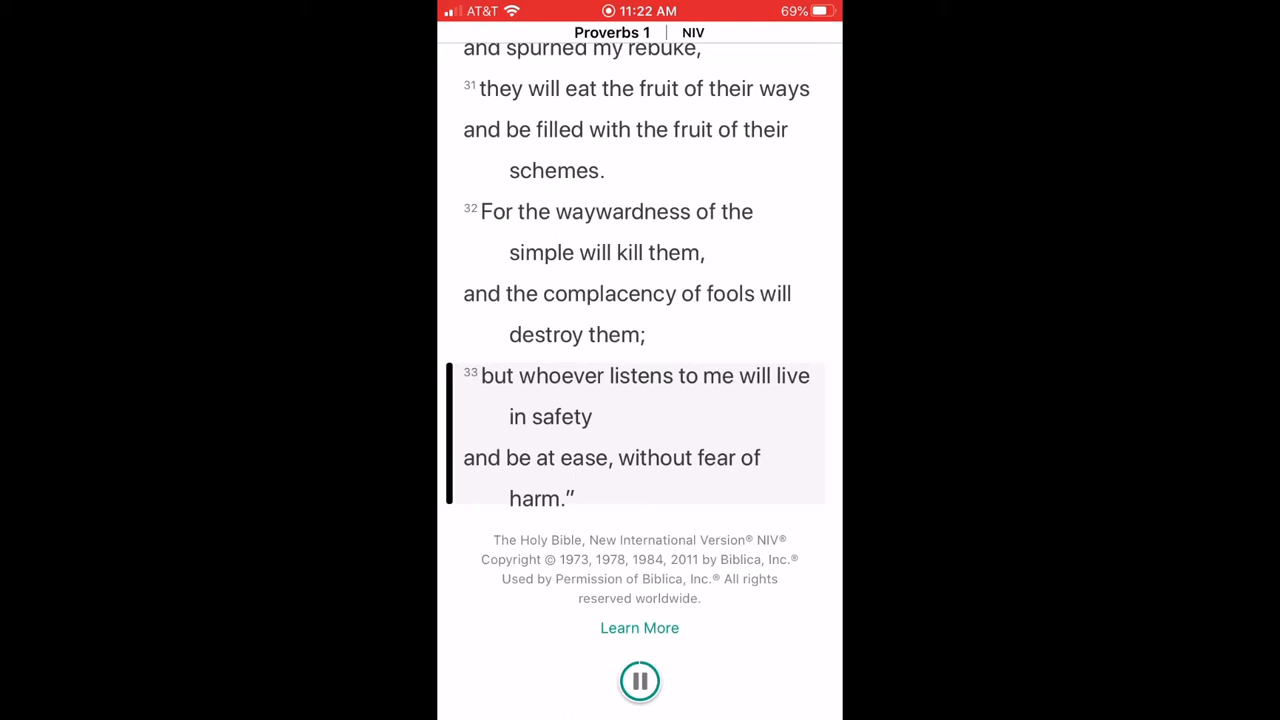 AT&T 11:22 AM 69%
Proverbs 1 | NIV
and spurned my rebuke,
31 they will eat the fruit of their ways
and be filled with the fruit of their
schemes.
32 For the waywardness of the
simple will kill them,
and the complacency of fools will
destroy them;
33 but whoever listens to me will live
in safety
and be at ease, without fear of
harm.”
The Holy Bible, New International Version® NIV®
Copyright © 1973, 1978, 1984, 2011 by Biblica, Inc.®
Used by Permission of Biblica, Inc.® All rights
reserved worldwide.
Learn More